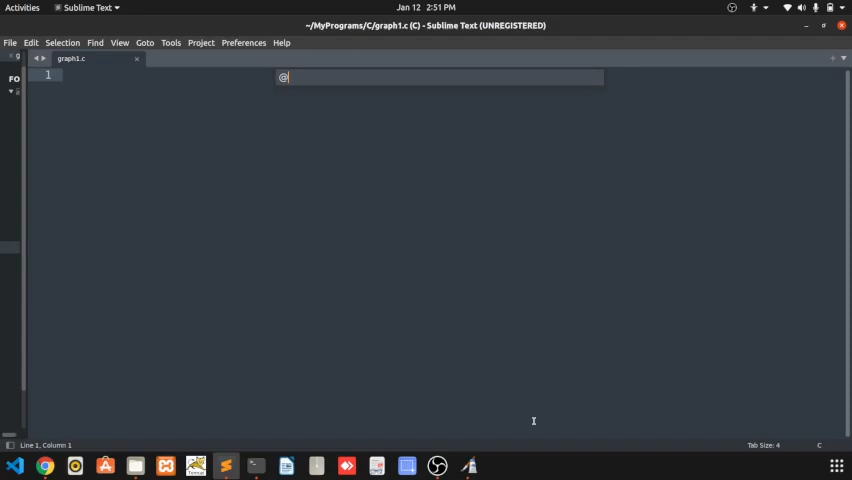 Activities Sublime Text Jan 12 2:51 PM
~/MyPrograms/C/graph1.c (C) - Sublime Text (UNREGISTERED)
File Edit Selection Find View Goto Tools Project Preferences Help
g graph1.c
FO
1 @
Line 1, Column 1 Tab Size: 4 C
Tomcat